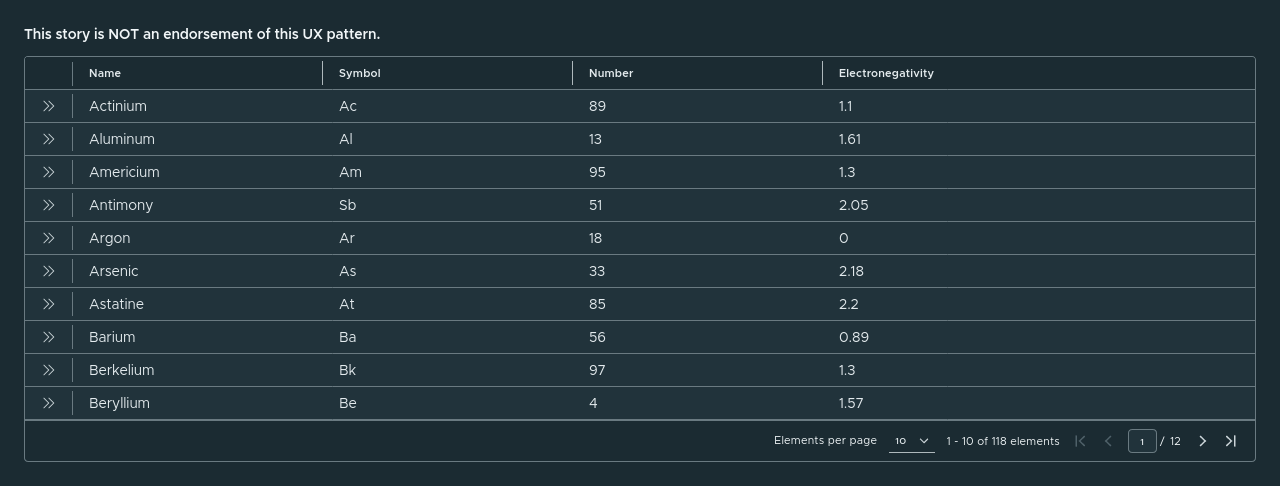 This story is NOT an endorsement of this UX pattern.
Name Symbol Number Electronegativity
Actinium Ac 89 1.1
Aluminum Al 13 1.61
Americium Am 95 1.3
Antimony Sb 51 2.05
Argon Ar 18 0
Arsenic As 33 2.18
Astatine At 85 2.2
Barium Ba 56 0.89
Berkelium Bk 97 1.3
Beryllium Be 4 1.57
Elements per page 10 1 - 10 of 118 elements 1 / 12